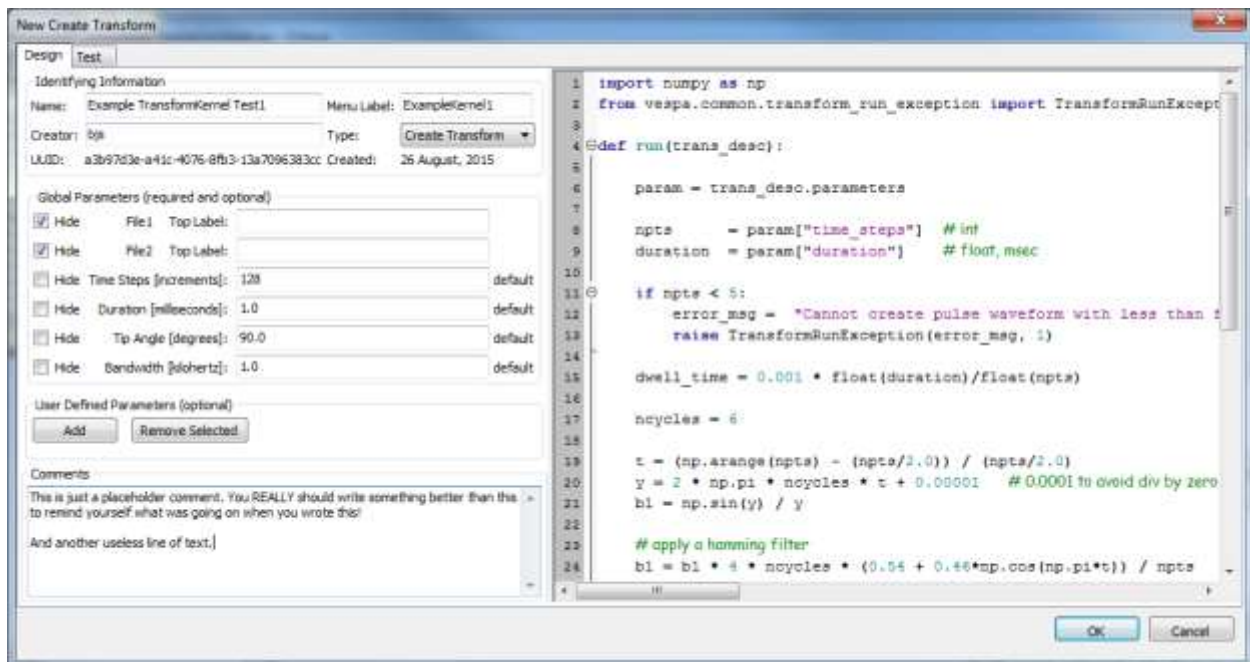 New Create Transform
Design Test
Identifying Information
Name: Example TransformKernel Test1 Menu Label: ExampleKernel1
Creator: bjs Type: Create Transform
UUID: a3b97d3e-a41c-4076-8fb3-13a7096383cc Created: 26 August, 2015
Global Parameters (required and optional)
Hide File1 Top Label:
Hide File2 Top Label:
Hide Time Steps [increments]: 128 default
Hide Duration [milliseconds]: 1.0 default
Hide Tip Angle [degrees]: 90.0 default
Hide Bandwidth [kilohertz]: 1.0 default
User Defined Parameters (optional)
Add Remove Selected
Comments
This is just a placeholder comment. You REALLY should write something better than this
to remind yourself what was going on when you wrote this!
And another useless line of text.
1 import numpy as np
2 from vespa.common.transform_run_exception import TransformRunExcept
3
4 def run(trans_desc):
5
6 param = trans_desc.parameters
7
8 npts = param["time_steps"] # int
9 duration = param["duration"] # float, msec
10
11 if npts < 5:
12 error_msg = "Cannot create pulse waveform with less than f
13 raise TransformRunException(error_msg, 1)
14
15 dwell_time = 0.001 * float(duration)/float(npts)
16
17 ncycles = 6
18
19 t = (np.arange(npts) - (npts/2.0)) / (npts/2.0)
20 y = 2 * np.pi * ncycles * t + 0.00001 # 0.0001 to avoid div by zero
21 b1 = np.sin(y) / y
22
23 # apply a hamming filter
24 b1 = b1 * 4 * ncycles * (0.54 + 0.46*np.cos(np.pi*t)) / npts
OK Cancel